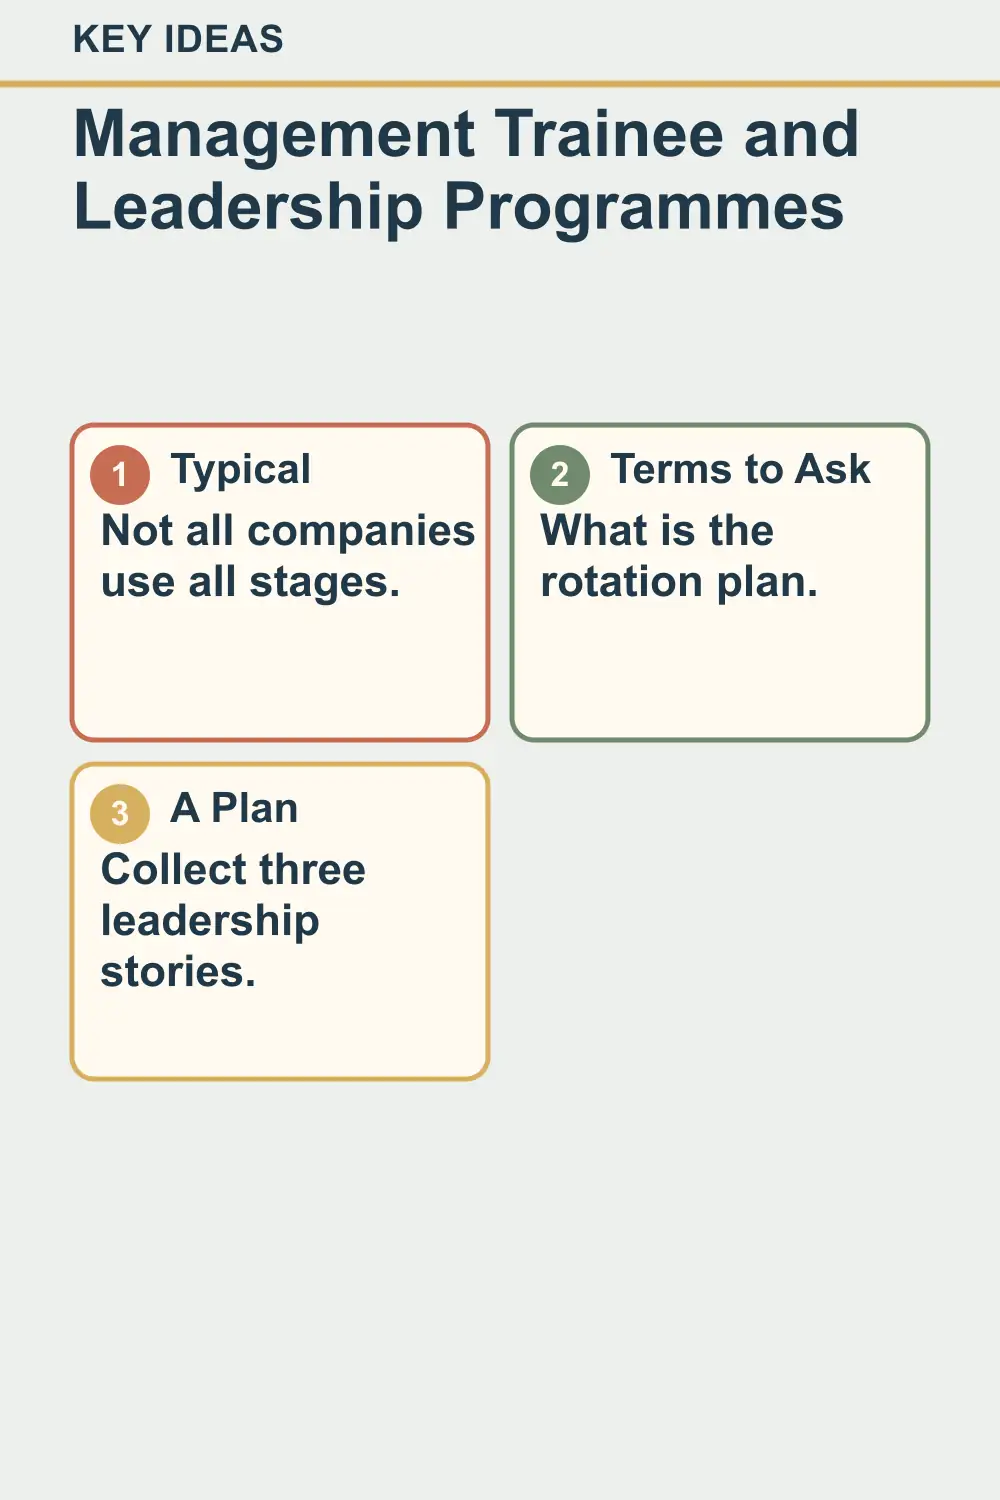 KEY IDEAS
Management Trainee and
Leadership Programmes
1 Typical
Not all companies
use all stages.
2 Terms to Ask
What is the
rotation plan.
3 A Plan
Collect three
leadership
stories.